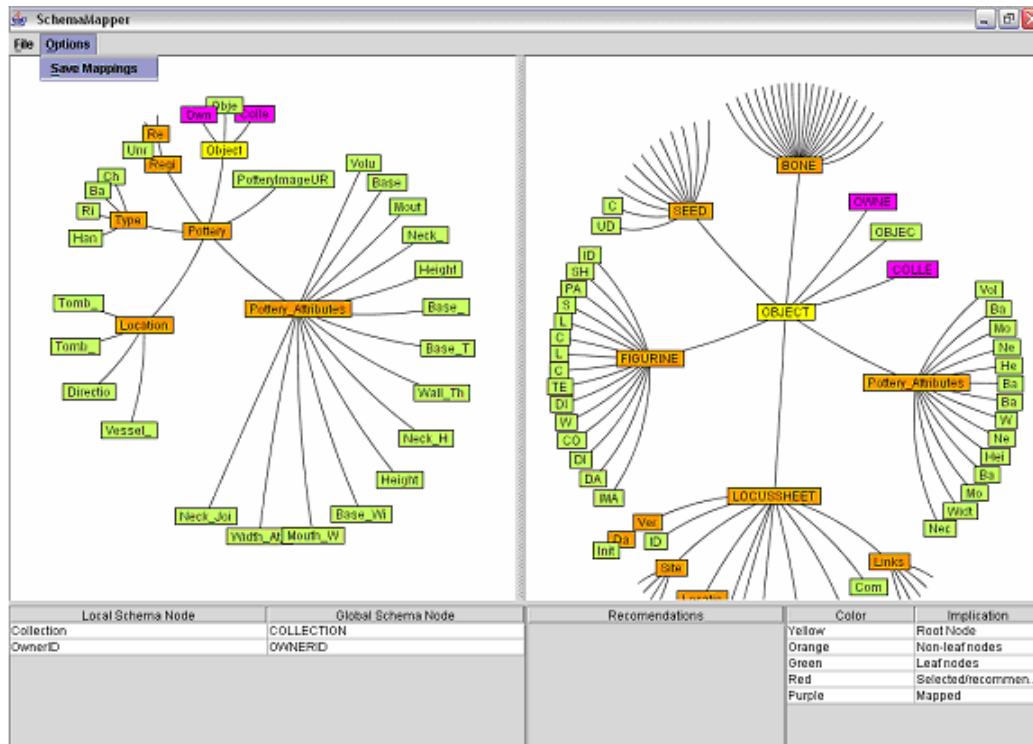 SchemaMapper
File Options
Save Mappings
Obje
Own Colle
Re
Unr
Regi
Object
Ch
Ba
Ri
Han
Type
Pottery
PotteryImageUR
Volu
Base
Mout
Neck_
Height
Base_
Base_T
Wall_Th
Neck_H
Height
Base_Wi
Mouth_W
Width_At
Neck_Joi
Pottery_Attributes
Tomb_
Location
Tomb_
Directio
Vessel_
BONE
SEED
C
UD
OWNE
OBJEC
COLLE
OBJECT
ID
SH
PA
S
L
C
L
C
TE
DI
W
CO
DI
DA
IMA
FIGURINE
Pottery_Attributes
Vol
Ba
Mo
Ne
He
Ba
Ba
W
Ne
Hei
Ba
Mo
Widt
Nec
LOCUSSHEET
Ver
Da
Init
ID
Site
Links
Com
Local Schema Node Global Schema Node
Collection COLLECTION
OwnerID OWNERID
Recomendations
Color Implication
Yellow Root Node
Orange Non-leaf nodes
Green Leaf nodes
Red Selected/recommen...
Purple Mapped